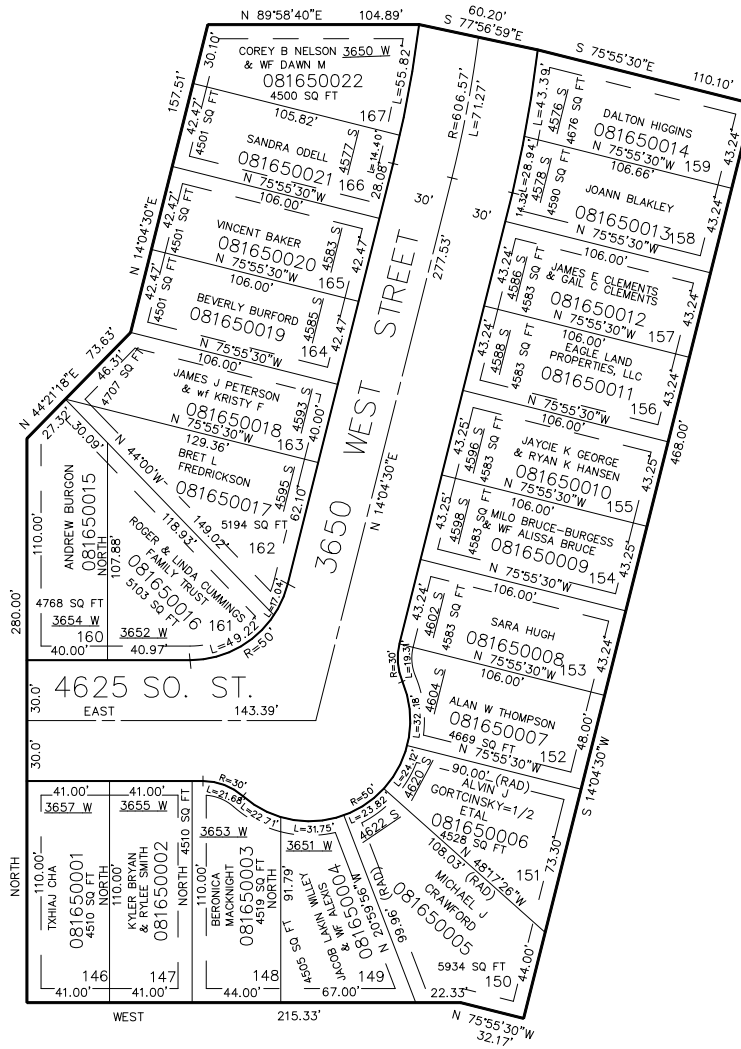 N 89°58'40"E 104.89'
60.20'
S 77°56'59"E
S 75°55'30"E 110.10'
30.10'
157.51'
COREY B NELSON 3650 W
& WF DAWN M
081650022
4500 SQ FT
167
L=55.82'
105.82'
42.47'
4501 SQ FT
SANDRA ODELL
081650021
4577 S
L=14.40'
28.08'
N 75°55'30"W 166
106.00'
N 14°04'30"E
42.47'
4501 SQ FT
VINCENT BAKER
081650020
4583 S
42.47'
N 75°55'30"W 165
106.00'
42.47'
4501 SQ FT
BEVERLY BURFORD
081650019
4585 S
42.47'
164
106.00'
N 44°21'18"E 73.63'
46.31'
4707 SQ FT
JAMES J PETERSON
& wf KRISTY F
081650018
4593 S
40.00'
N 75°55'30"W 163
129.36'
BRET L
FREDRICKSON
081650017
4595 S
62.10'
5194 SQ FT
162
N 44°00'W
149.02'
L=17.04'
27.32'
30.09'
118.93'
ROGER & LINDA CUMMINGS
FAMILY TRUST
081650016
5103 SQ FT
161
L=49.22'
R=50'
3652 W
40.97'
ANDREW BURGON
081650015
NORTH
107.88'
110.00'
4768 SQ FT
3654 W
160
40.00'
280.00'
R=606.57'
L=71.27'
30'
30'
277.53'
3650 WEST STREET
N 14°04'30"E
L=43.39'
4576 S
4676 SQ FT
DALTON HIGGINS
081650014
N 75°55'30"W 159
43.24'
106.66'
L=28.94'
14.32'
4578 S
4590 SQ FT
JOANN BLAKLEY
081650013
158
N 75°55'30"W
43.24'
106.00'
43.24'
4586 S
4583 SQ FT
JAMES E CLEMENTS
& GAIL C CLEMENTS
081650012
N 75°55'30"W 157
43.24'
106.00'
43.24'
4588 S
4583 SQ FT
EAGLE LAND
PROPERTIES, LLC
081650011
N 75°55'30"W 156
43.24'
468.00'
106.00'
43.25'
4596 S
4583 SQ FT
JAYCIE K GEORGE
& RYAN K HANSEN
081650010
N 75°55'30"W 155
43.25'
106.00'
43.25'
4598 S
4583 SQ FT
MILO BRUCE-BURGESS
& WF ALISSA BRUCE
081650009
N 75°55'30"W 154
43.25'
106.00'
43.24'
4602 S
4583 SQ FT
SARA HUGH
081650008
N 75°55'30"W 153
43.24'
R=30'
L=19.31
106.00'
4604 S
L=32.18'
ALAN W THOMPSON
081650007
4669 SQ FT
N 75°55'30"W 152
48.00'
S 14°04'30"W
4625 SO. ST.
EAST 143.39'
30.0'
30.0'
L=24.12'
4620 S
90.00' (RAD)
ALVIN J
GORTCINSKY=1/2
ETAL
081650006
4528 SQ FT
151
73.30'
N 48°17'26"W
108.03' (RAD)
R=50'
L=23.82
4622 S
MICHAEL J
CRAWFORD
081650005
5934 SQ FT
150
44.00'
22.33'
N 20°59'56"W
99.96' (RAD)
R=30'
L=21.68'
L=22.71'
L=31.75'
41.00'
3657 W
NORTH
110.00'
TXHIAJ CHA
081650001
4510 SQ FT
146
41.00'
41.00'
3655 W
NORTH
110.00'
KYLER BRYAN
& RYLEE SMITH
081650002
4510 SQ FT
147
41.00'
3653 W
NORTH
110.00'
BERONICA
MACKNIGHT
081650003
4519 SQ FT
148
44.00'
3651 W
91.79'
4505 SQ FT
JACOB LAKIN WILLEY
& WF ALEXIS
081650004
149
67.00'
WEST 215.33'
N 75°55'30"W
32.17'